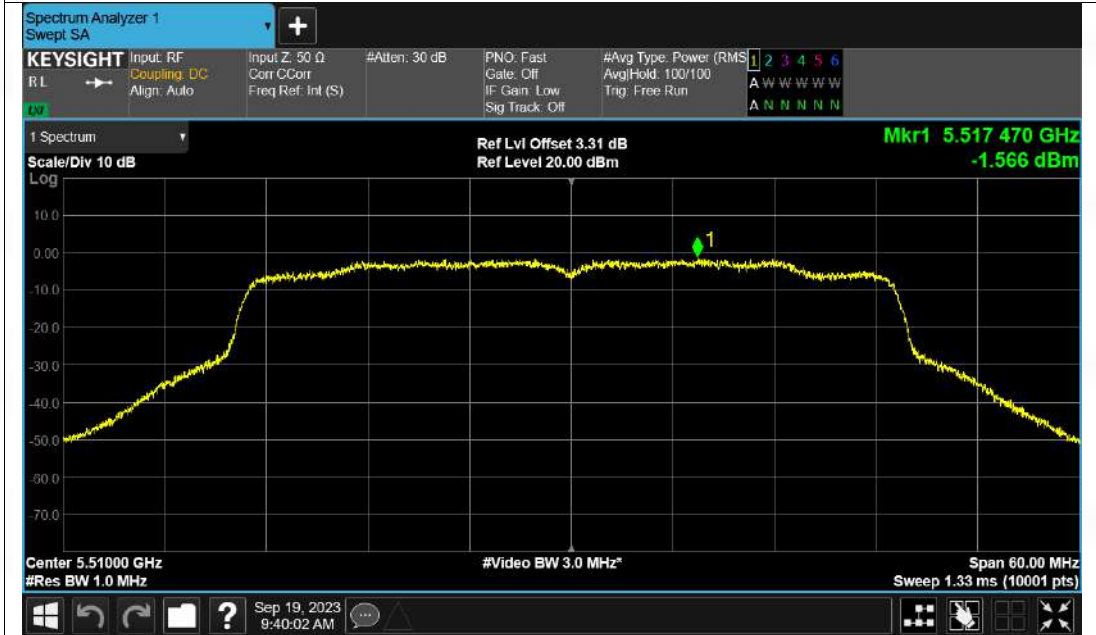 Spectrum Analyzer 1
Swept SA
+
KEYSIGHT
RL
LXI
Input: RF
Coupling: DC
Align: Auto
Input Z: 50 Ω
Corr CCorr
Freq Ref: Int (S)
#Atten: 30 dB
PNO: Fast
Gate: Off
IF Gain: Low
Sig Track: Off
#Avg Type: Power (RMS
Avg|Hold: 100/100
Trig: Free Run
1 2 3 4 5 6
A W W W W W
A N N N N N
1 Spectrum
Scale/Div 10 dB
Log
Ref Lvl Offset 3.31 dB
Ref Level 20.00 dBm
Mkr1 5.517 470 GHz
-1.566 dBm
10.0
0.00
-10.0
-20.0
-30.0
-40.0
-50.0
-60.0
-70.0
1
Center 5.51000 GHz
#Res BW 1.0 MHz
#Video BW 3.0 MHz*
Span 60.00 MHz
Sweep 1.33 ms (10001 pts)
?
Sep 19, 2023
9:40:02 AM